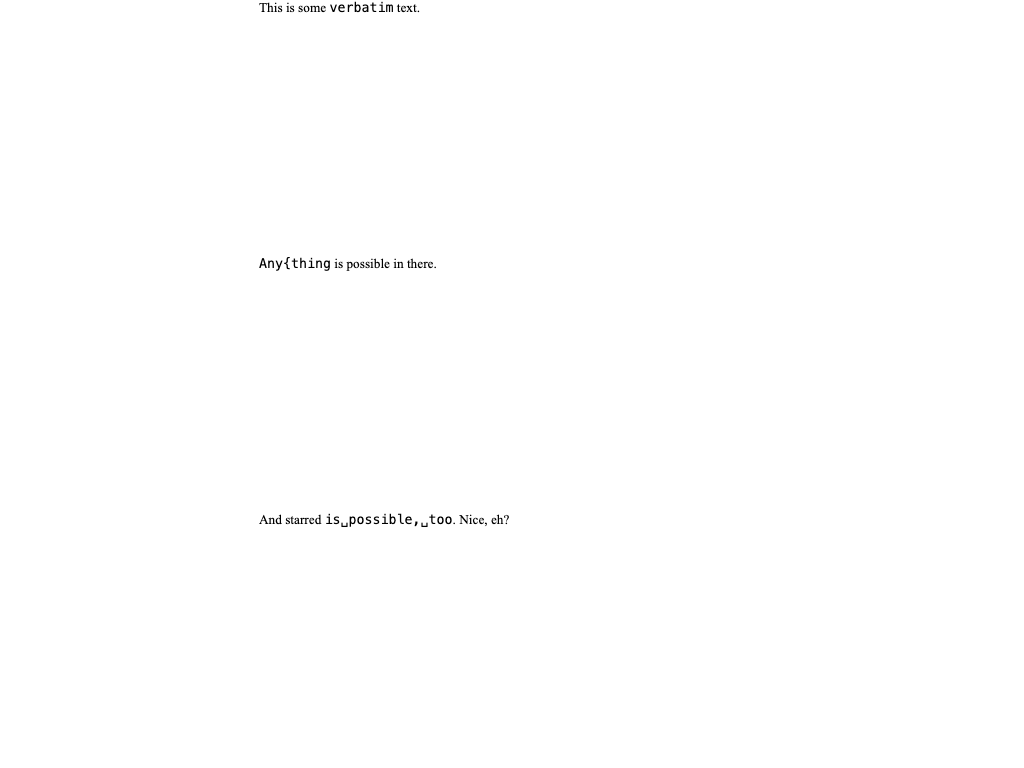 This is some verbatim text.
Any{thing is possible in there.
And starred is␣possible,␣too. Nice, eh?